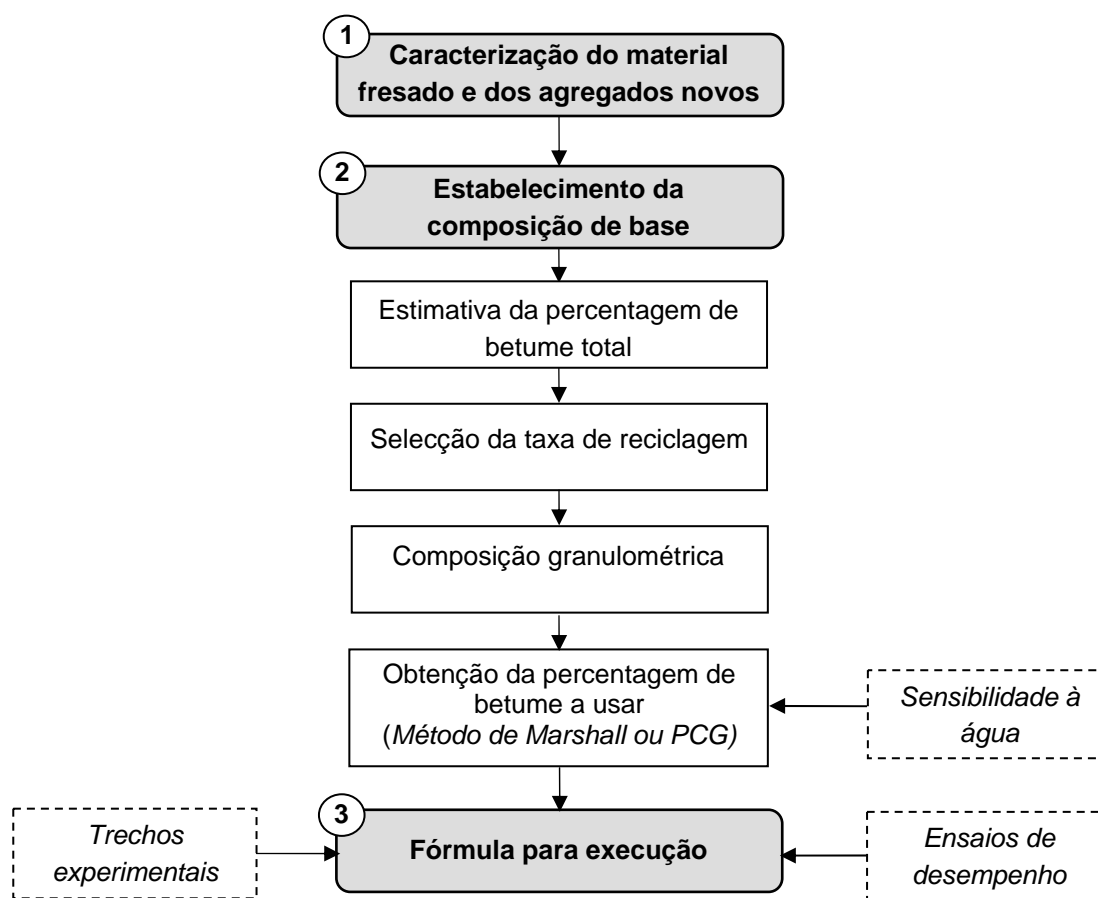 1
Caracterização do material
fresado e dos agregados novos
2
Estabelecimento da
composição de base
Estimativa da percentagem de
betume total
Selecção da taxa de reciclagem
Composição granulométrica
Obtenção da percentagem de
betume a usar
(Método de Marshall ou PCG)
Sensibilidade à
água
3
Fórmula para execução
Trechos
experimentais
Ensaios de
desempenho